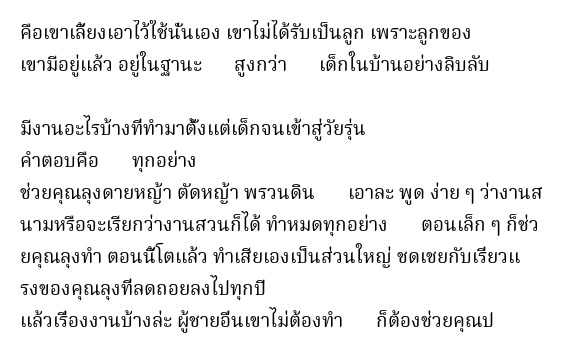 คือเขาเลี้ยงเอาไว้ใช้นั่นเอง เขาไม่ได้รับเป็นลูก เพราะลูกของ
เขามีอยู่แล้ว อยู่ในฐานะ สูงกว่า เด็กในบ้านอย่างลิบลับ
มีงานอะไรบ้างที่ทำมาตั้งแต่เด็กจนเข้าสู่วัยรุ่น
คำตอบคือ ทุกอย่าง
ช่วยคุณลุงดายหญ้า ตัดหญ้า พรวนดิน เอาละ พูด ง่าย ๆ ว่างานส
นามหรือจะเรียกว่างานสวนก็ได้ ทำหมดทุกอย่าง ตอนเล็ก ๆ ก็ช่ว
ยคุณลุงทำ ตอนนี้โตแล้ว ทำเสียเองเป็นส่วนใหญ่ ชดเชยกับเรี่ยวแ
รงของคุณลุงที่ลดถอยลงไปทุกปี
แล้วเรื่องงานบ้างล่ะ ผู้ชายอื่นเขาไม่ต้องทำ ก็ต้องช่วยคุณป